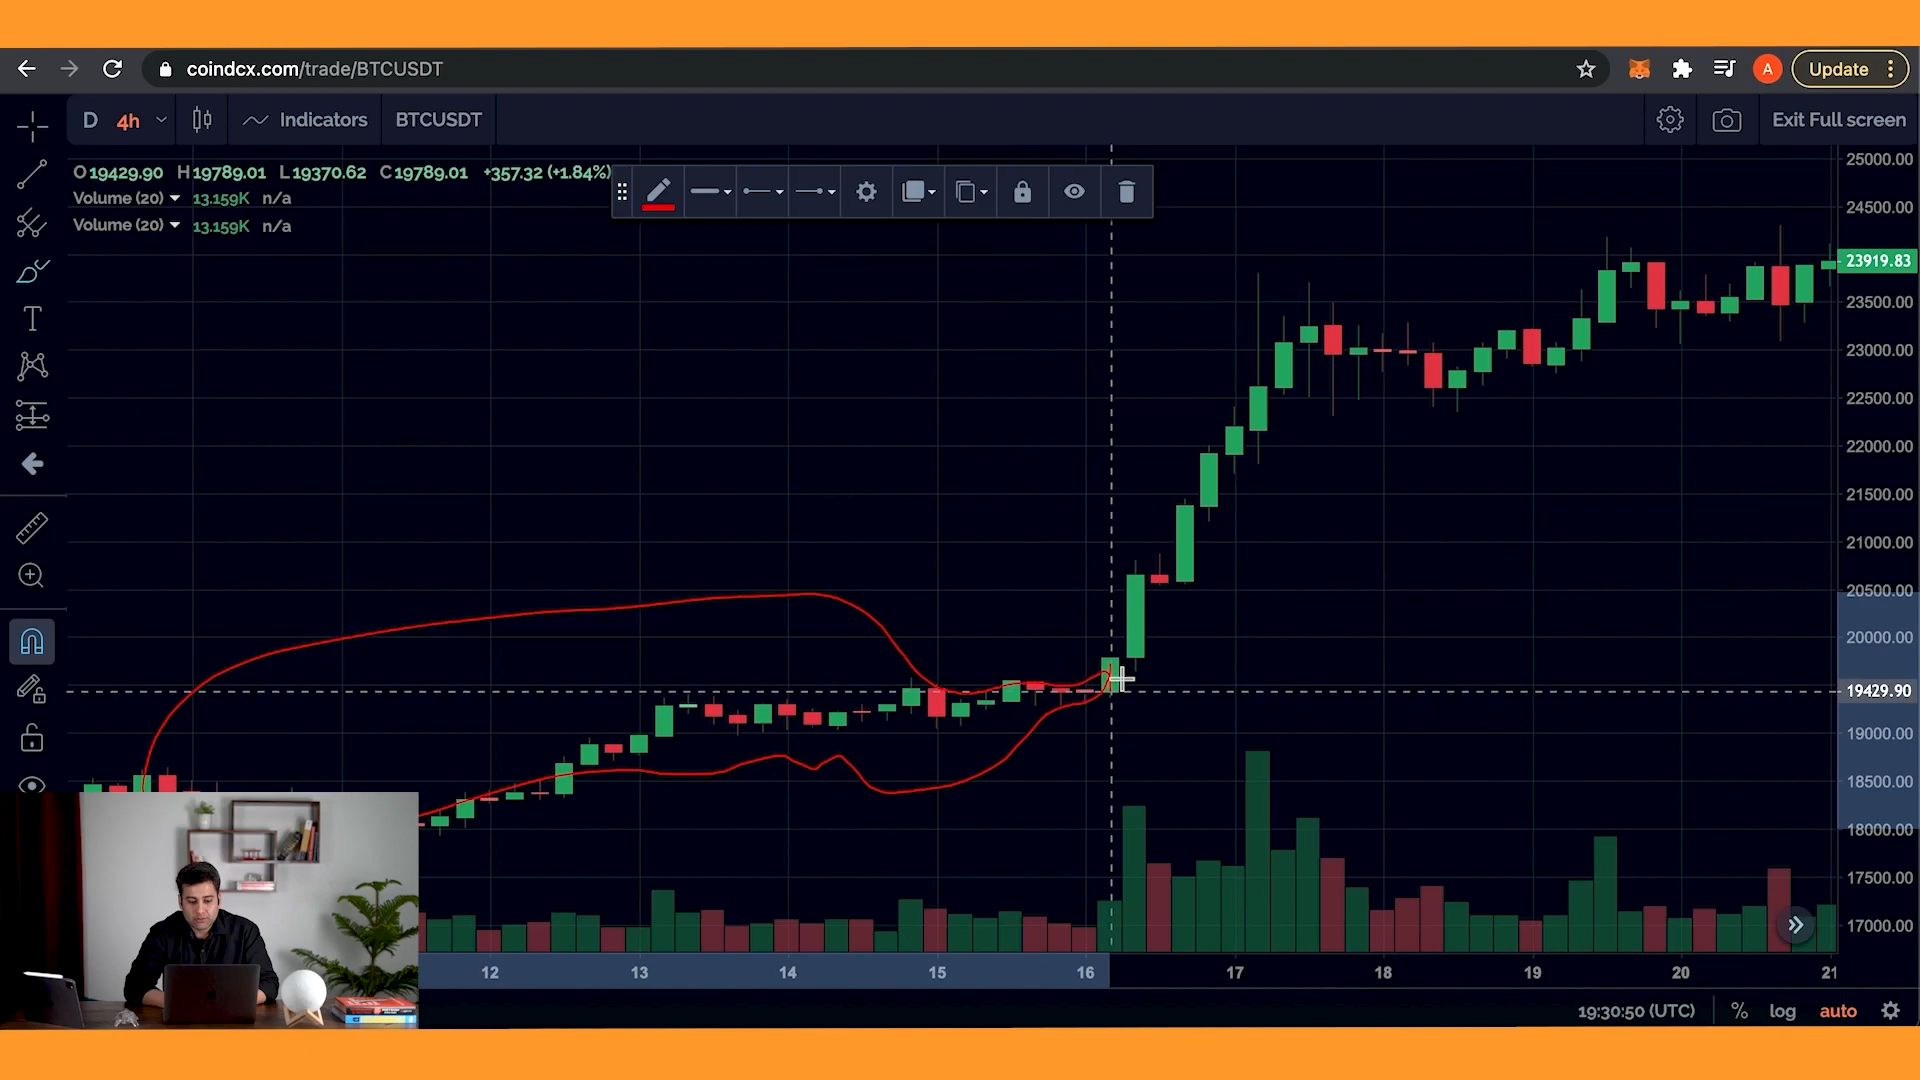 coindcx.com/trade/BTCUSDT
A
Update
D 4h Indicators BTCUSDT
Exit Full screen
O19429.90 H19789.01 L19370.62 C19789.01 +357.32 (+1.84%)
Volume (20) 13.159K n/a
Volume (20) 13.159K n/a
25000.00
24500.00
23919.83
23500.00
23000.00
22500.00
22000.00
21500.00
21000.00
20500.00
20000.00
19429.90
19000.00
18500.00
18000.00
17500.00
17000.00
12 13 14 15 16 17 18 19 20 21
19:30:50 (UTC) % log auto